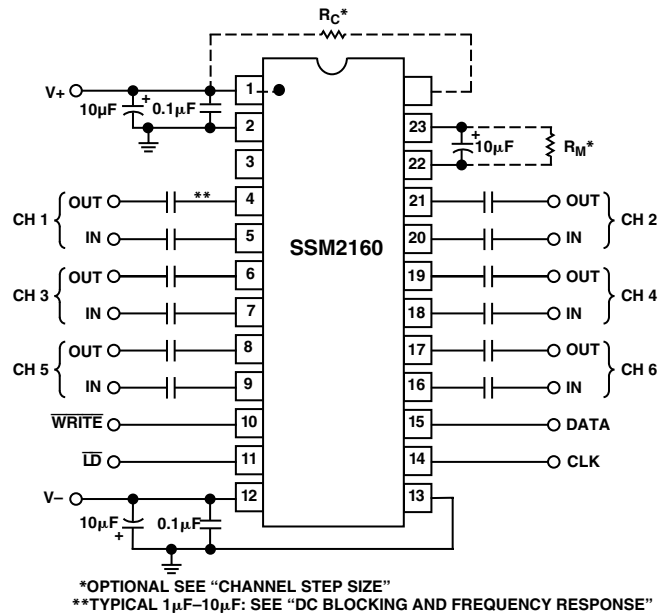 R_C*
V+
10µF
+
0.1µF
1
2
3
23
22
+
10µF
R_M*
CH 1
OUT
**
4
IN
5
21
OUT
20
IN
CH 2
SSM2160
CH 3
OUT
6
IN
7
19
OUT
18
IN
CH 4
CH 5
OUT
8
IN
9
17
OUT
16
IN
CH 6
WRITE
10
15
DATA
LD
11
14
CLK
V–
12
13
10µF
+
0.1µF
*OPTIONAL SEE “CHANNEL STEP SIZE”
**TYPICAL 1µF–10µF: SEE “DC BLOCKING AND FREQUENCY RESPONSE”